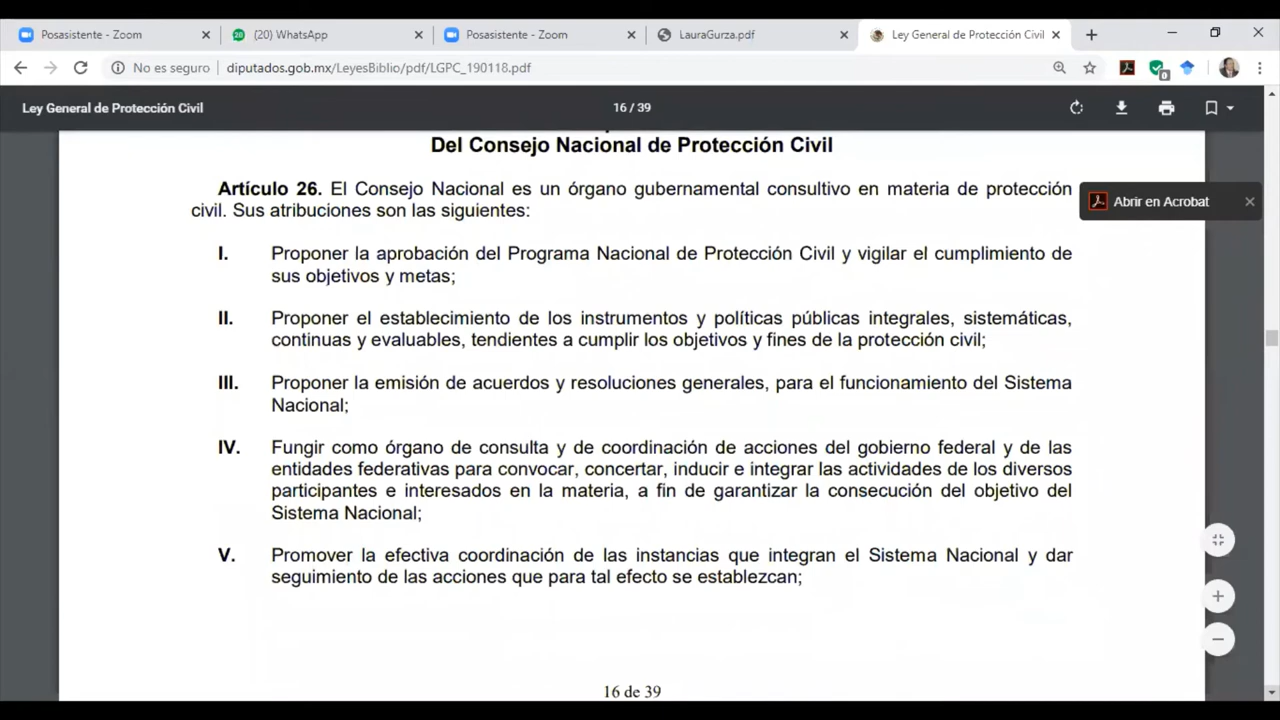 Posasistente - Zoom
20
(20) WhatsApp
Posasistente - Zoom
LauraGurza.pdf
Ley General de Protección Civil
No es seguro
deputados.gob.mx/LeyesBiblio/pdf/LGPC_190118.pdf
0
Ley General de Protección Civil
16 / 39
Abrir en Acrobat
Del Consejo Nacional de Protección Civil
Artículo 26. El Consejo Nacional es un órgano gubernamental consultivo en materia de protección
civil. Sus atribuciones son las siguientes:
I. Proponer la aprobación del Programa Nacional de Protección Civil y vigilar el cumplimiento de
sus objetivos y metas;
II. Proponer el establecimiento de los instrumentos y políticas públicas integrales, sistemáticas,
continuas y evaluables, tendientes a cumplir los objetivos y fines de la protección civil;
III. Proponer la emisión de acuerdos y resoluciones generales, para el funcionamiento del Sistema
Nacional;
IV. Fungir como órgano de consulta y de coordinación de acciones del gobierno federal y de las
entidades federativas para convocar, concertar, inducir e integrar las actividades de los diversos
participantes e interesados en la materia, a fin de garantizar la consecución del objetivo del
Sistema Nacional;
V. Promover la efectiva coordinación de las instancias que integran el Sistema Nacional y dar
seguimiento de las acciones que para tal efecto se establezcan;
16 de 39